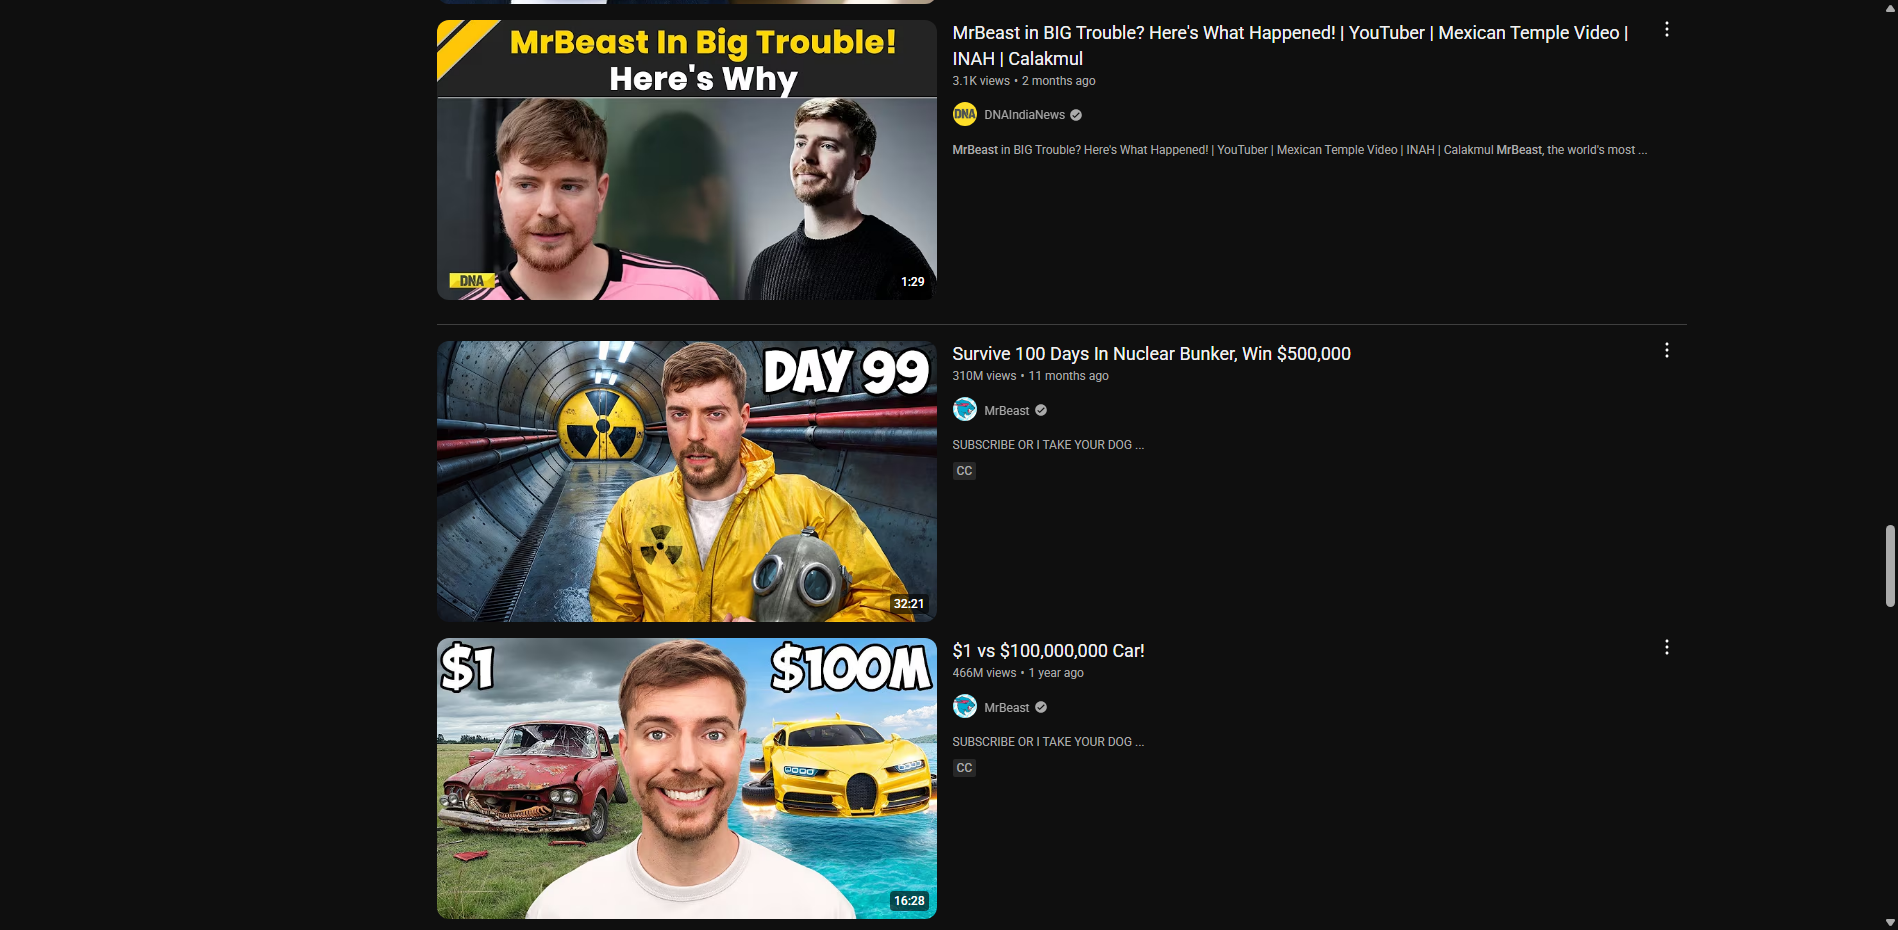 MrBeast In Big Trouble!
Here's Why
DNA
1:29
MrBeast in BIG Trouble? Here's What Happened! | YouTuber | Mexican Temple Video |
INAH | Calakmul
3.1K views • 2 months ago
DNA
DNAIndiaNews
MrBeast in BIG Trouble? Here's What Happened! | YouTuber | Mexican Temple Video | INAH | Calakmul MrBeast, the world's most ...
DAY 99
32:21
Survive 100 Days In Nuclear Bunker, Win $500,000
310M views • 11 months ago
MrBeast
SUBSCRIBE OR I TAKE YOUR DOG ...
CC
$1
$100M
16:28
$1 vs $100,000,000 Car!
466M views • 1 year ago
MrBeast
SUBSCRIBE OR I TAKE YOUR DOG ...
CC